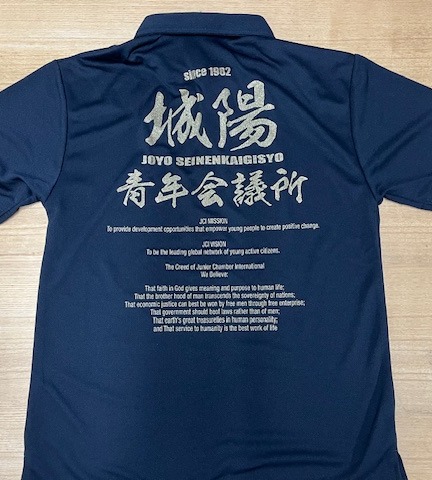 since 1982
城陽
JOYO SEINENKAIGISYO
青年会議所
JCI MISSION
To provide development opportunities that empower young people to create positive change.
JCI VISION
To be the leading global network of young active citizens.
The Creed of Junior Chamber International
We Believe:
That faith in God gives meaning and purpose to human life;
That the brother hood of man transcends the sovereignty of nations;
That economic justice can best be won by free men through free enterprise;
That government should be of laws rather than of men;
That earth's great treasure lies in human personality;
and That service to humanity is the best work of life